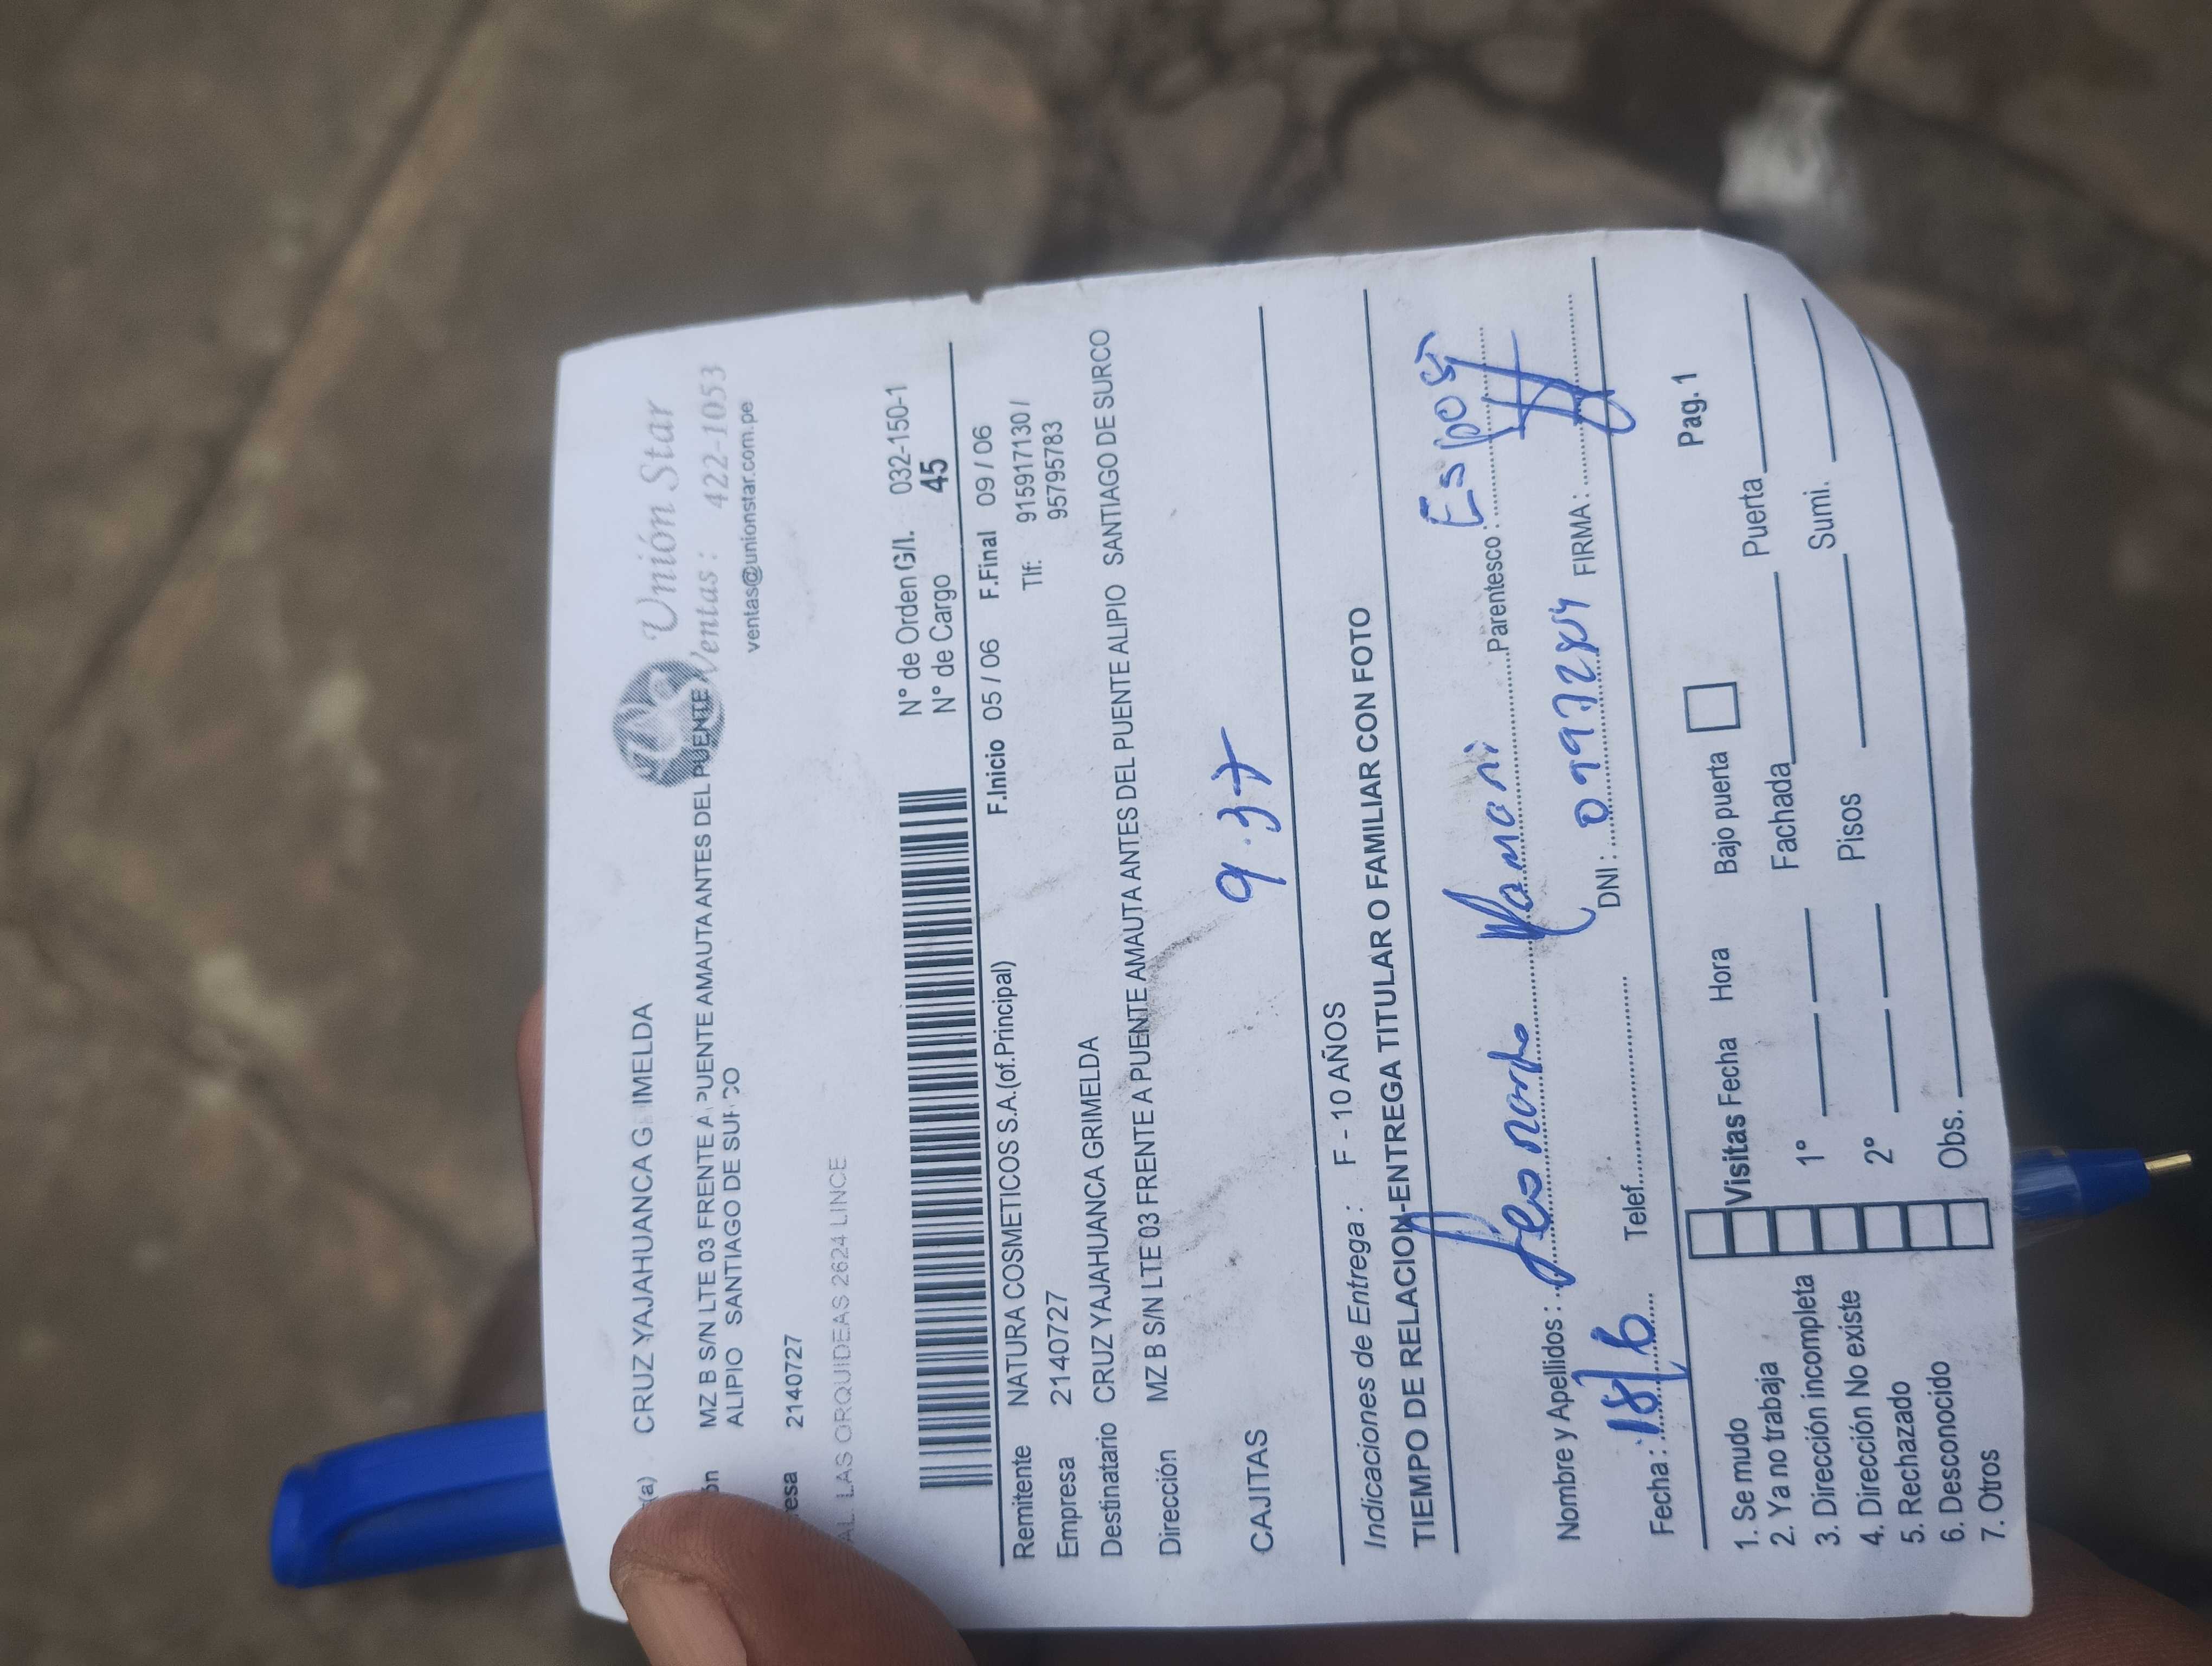 Unión Star
Ventas : 422-1053
ventas@unionstar.com.pe
(a) CRUZ YAJAHUANCA G IMELDA
ón MZ B S/N LTE 03 FRENTE A PUENTE AMAUTA ANTES DEL PUENTE
ALIPIO SANTIAGO DE SURCO
resa 2140727
AL. LAS ORQUIDEAS 2624 LINCE
N° de Orden G/I. 032-150-1
N° de Cargo 45
Remitente NATURA COSMETICOS S.A.(of.Principal) F.Inicio 05 / 06 F.Final 09 / 06
Empresa 2140727 Tlf: 915917130 /
95795783
Destinatario CRUZ YAJAHUANCA GRIMELDA
Dirección MZ B S/N LTE 03 FRENTE A PUENTE AMAUTA ANTES DEL PUENTE ALIPIO SANTIAGO DE SURCO
CAJITAS
9.37
Indicaciones de Entrega : F - 10 AÑOS
TIEMPO DE RELACION-ENTREGA TITULAR O FAMILIAR CON FOTO
Nombre y Apellidos : Mamani Parentesco : Esposo
Fecha : 18/6 Telef. DNI : FIRMA :
1. Se mudo
2. Ya no trabaja
3. Dirección incompleta
4. Dirección No existe
5. Rechazado
6. Desconocido
7. Otros
Visitas Fecha Hora Bajo puerta Pag. 1
1° Fachada Puerta
2° Pisos Sumi.
Obs.